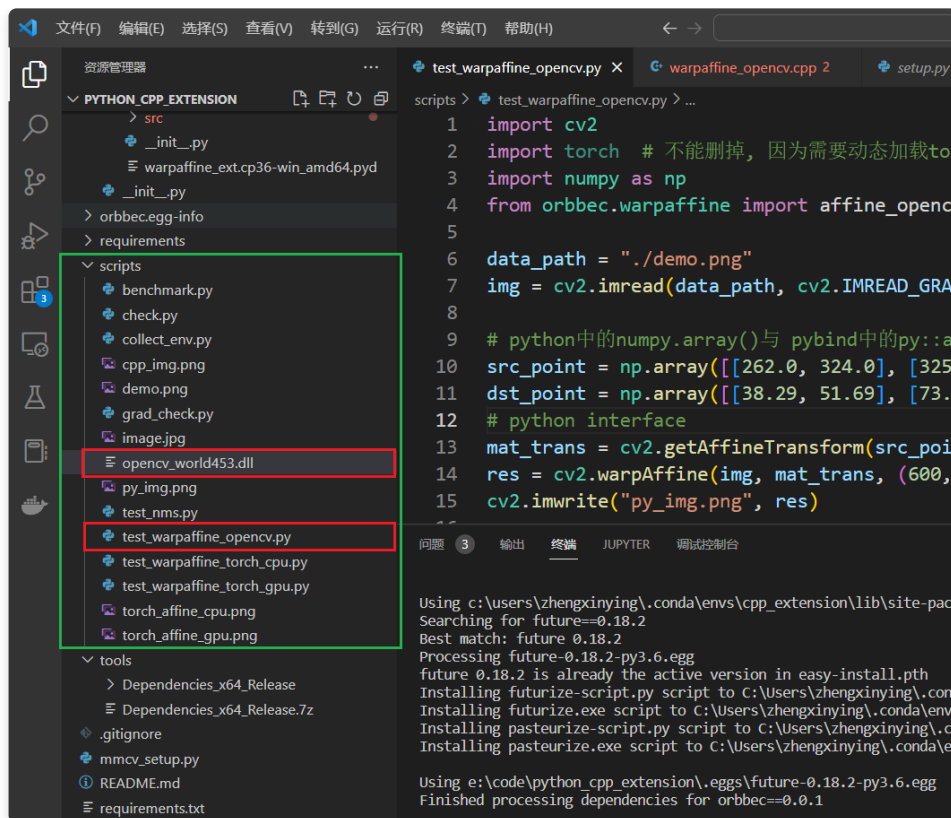 文件(F) 编辑(E) 选择(S) 查看(V) 转到(G) 运行(R) 终端(T) 帮助(H)
资源管理器 ...
PYTHON_CPP_EXTENSION
src
__init__.py
warpaffine_ext.cp36-win_amd64.pyd
__init__.py
orbbec.egg-info
requirements
scripts
benchmark.py
check.py
collect_env.py
cpp_img.png
demo.png
grad_check.py
image.jpg
opencv_world453.dll
py_img.png
test_nms.py
test_warpaffine_opencv.py
test_warpaffine_torch_cpu.py
test_warpaffine_torch_gpu.py
torch_affine_cpu.png
torch_affine_gpu.png
tools
Dependencies_x64_Release
Dependencies_x64_Release.7z
.gitignore
mmcv_setup.py
README.md
requirements.txt
3
test_warpaffine_opencv.py warpaffine_opencv.cpp 2 setup.py
scripts > test_warpaffine_opencv.py > ...
1 import cv2
2 import torch # 不能删掉, 因为需要动态加载to
3 import numpy as np
4 from orbbec.warpaffine import affine_openc
5
6 data_path = "./demo.png"
7 img = cv2.imread(data_path, cv2.IMREAD_GRA
8
9 # python中的numpy.array()与 pybind中的py::a
10 src_point = np.array([[262.0, 324.0], [325
11 dst_point = np.array([[38.29, 51.69], [73.
12 # python interface
13 mat_trans = cv2.getAffineTransform(src_poi
14 res = cv2.warpAffine(img, mat_trans, (600,
15 cv2.imwrite("py_img.png", res)
问题 3 输出 终端 JUPYTER 调试控制台
Using c:\users\zhengxinying\.conda\envs\cpp_extension\lib\site-pac
Searching for future==0.18.2
Best match: future 0.18.2
Processing future-0.18.2-py3.6.egg
future 0.18.2 is already the active version in easy-install.pth
Installing futurize-script.py script to C:\Users\zhengxinying\.con
Installing futurize.exe script to C:\Users\zhengxinying\.conda\env
Installing pasteurize-script.py script to C:\Users\zhengxinying\.c
Installing pasteurize.exe script to C:\Users\zhengxinying\.conda\e
Using e:\code\python_cpp_extension\.eggs\future-0.18.2-py3.6.egg
Finished processing dependencies for orbbec==0.0.1